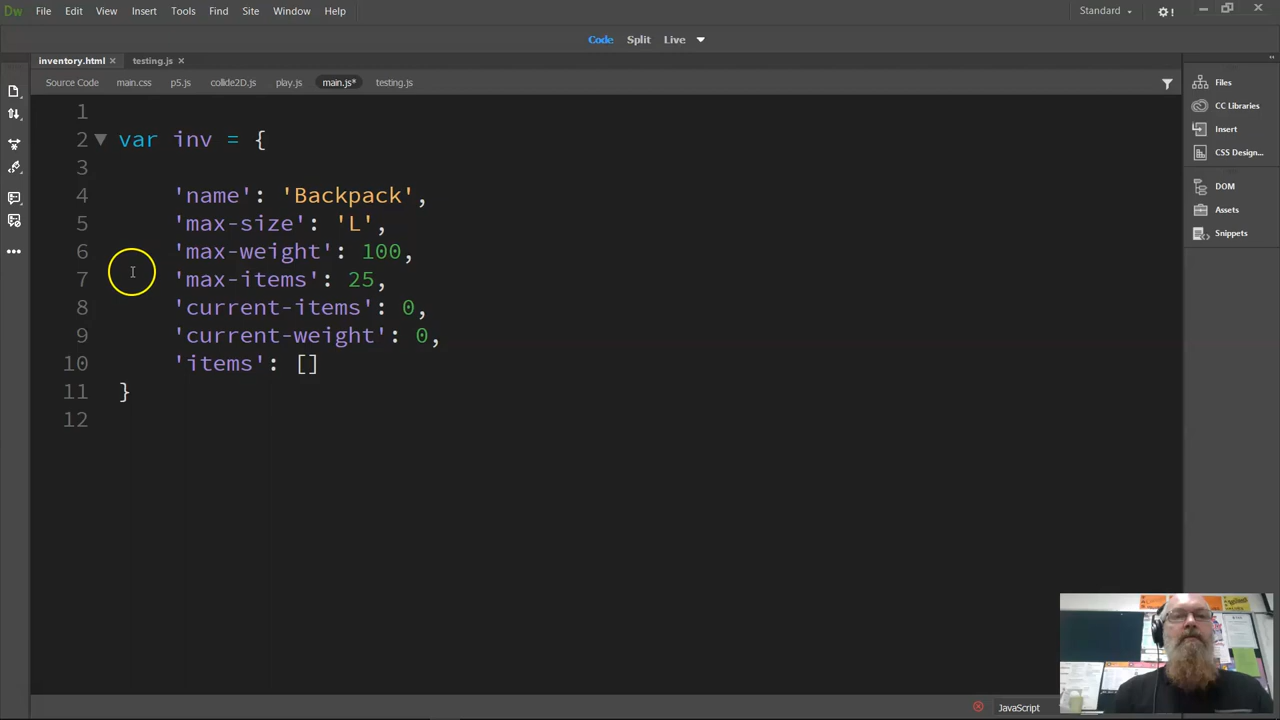 Dw File Edit View Insert Tools Find Site Window Help Standard
Code Split Live
inventory.html testing.js
Source Code main.css p5.js collide2D.js play.js main.js* testing.js
Files
CC Libraries
Insert
CSS Design...
DOM
Assets
Snippets
1
2 var inv = {
3
4 'name': 'Backpack',
5 'max-size': 'L',
6 'max-weight': 100,
7 'max-items': 25,
8 'current-items': 0,
9 'current-weight': 0,
10 'items': []
11 }
12
JavaScript